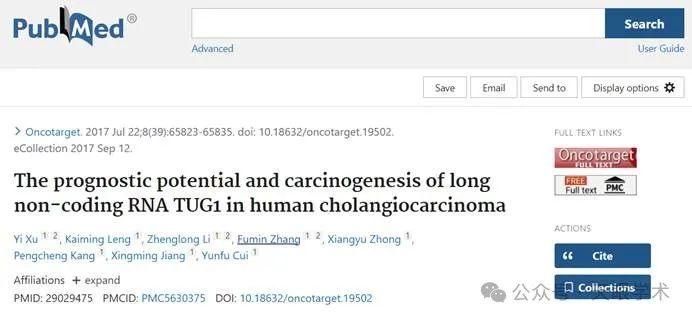 PubMed®
Search
Advanced
User Guide
Save
Email
Send to
Display options
Oncotarget. 2017 Jul 22;8(39):65823-65835. doi: 10.18632/oncotarget.19502.
eCollection 2017 Sep 12.
The prognostic potential and carcinogenesis of long
non-coding RNA TUG1 in human cholangiocarcinoma
Yi Xu 1 2, Kaiming Leng 1, Zhenglong Li 1 2, Fumin Zhang 1 2, Xiangyu Zhong 1,
Pengcheng Kang 1, Xingming Jiang 1, Yunfu Cui 1
Affiliations + expand
PMID: 29029475 PMCID: PMC5630375 DOI: 10.18632/oncotarget.19502
FULL TEXT LINKS
Oncotarget
FULL TEXT
FREE
Full text PMC
ACTIONS
Cite
Collections
公众号 学术